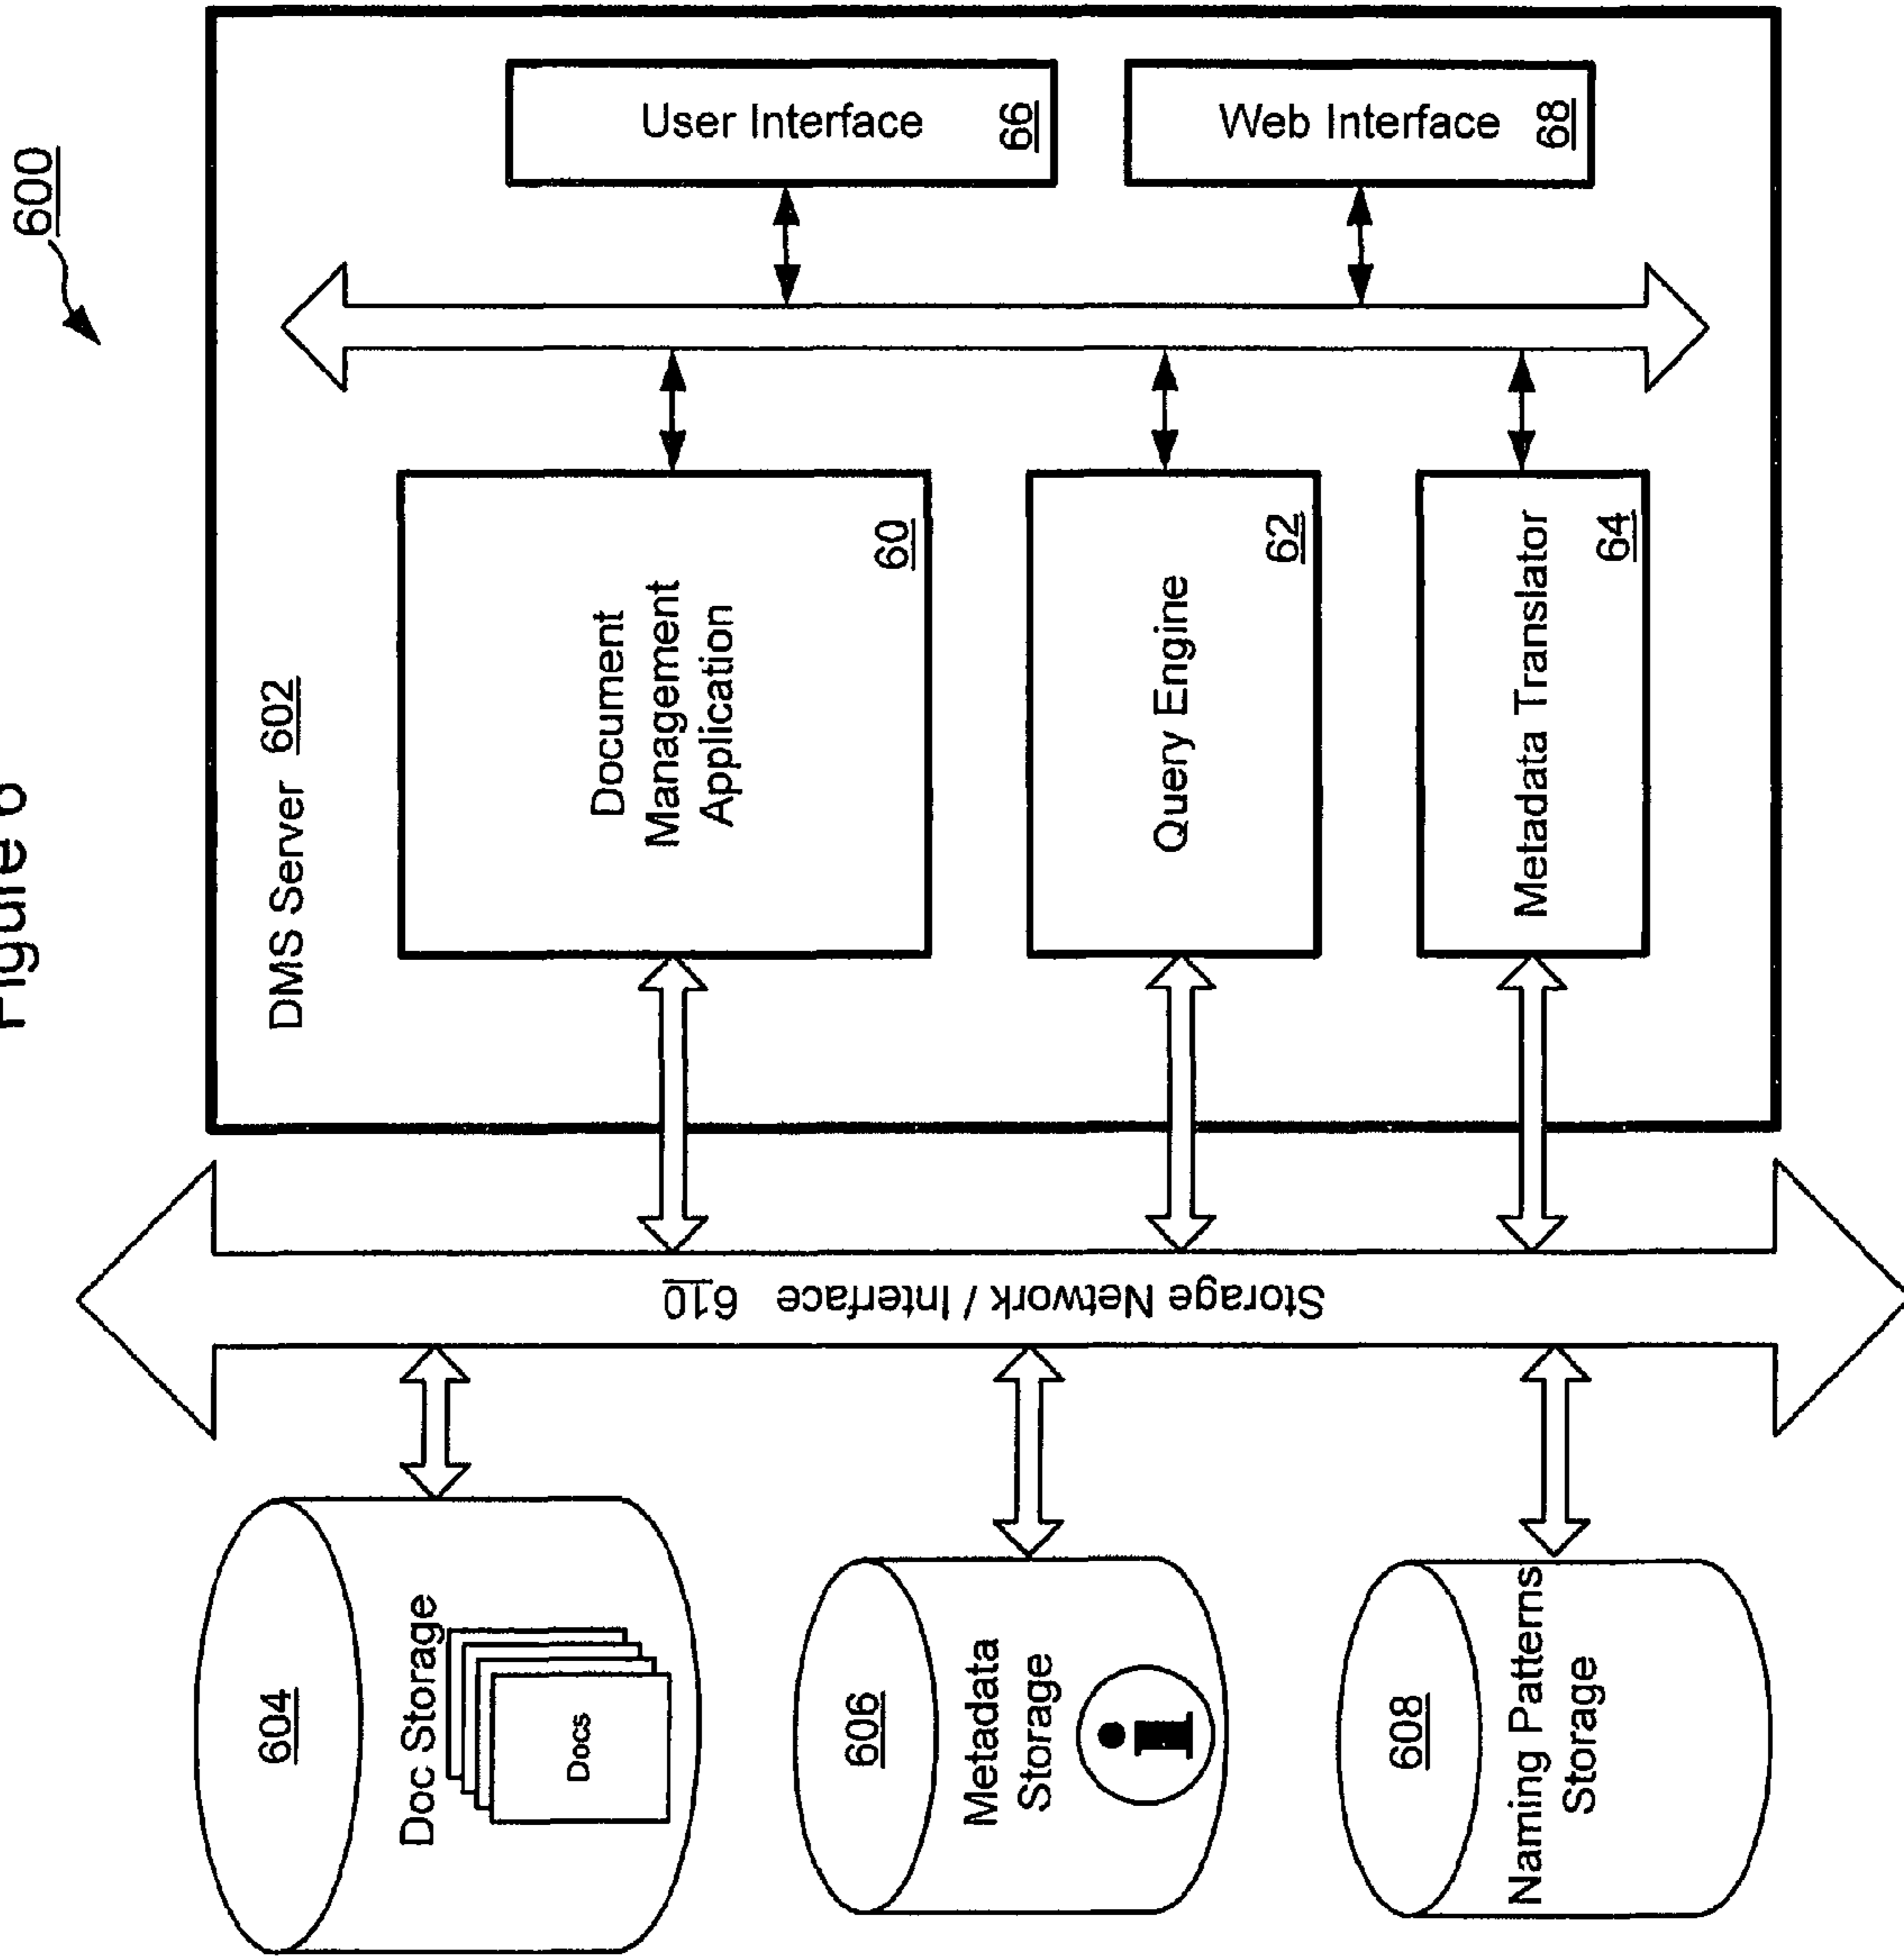 Figure 6
600
604
Doc Storage
Docs
606
Metadata
Storage
608
Naming Patterns
Storage
Storage Network / Interface 610
DMS Server 602
Document
Management
Application
60
Query Engine
62
Metadata Translator
64
User Interface
66
Web Interface
68